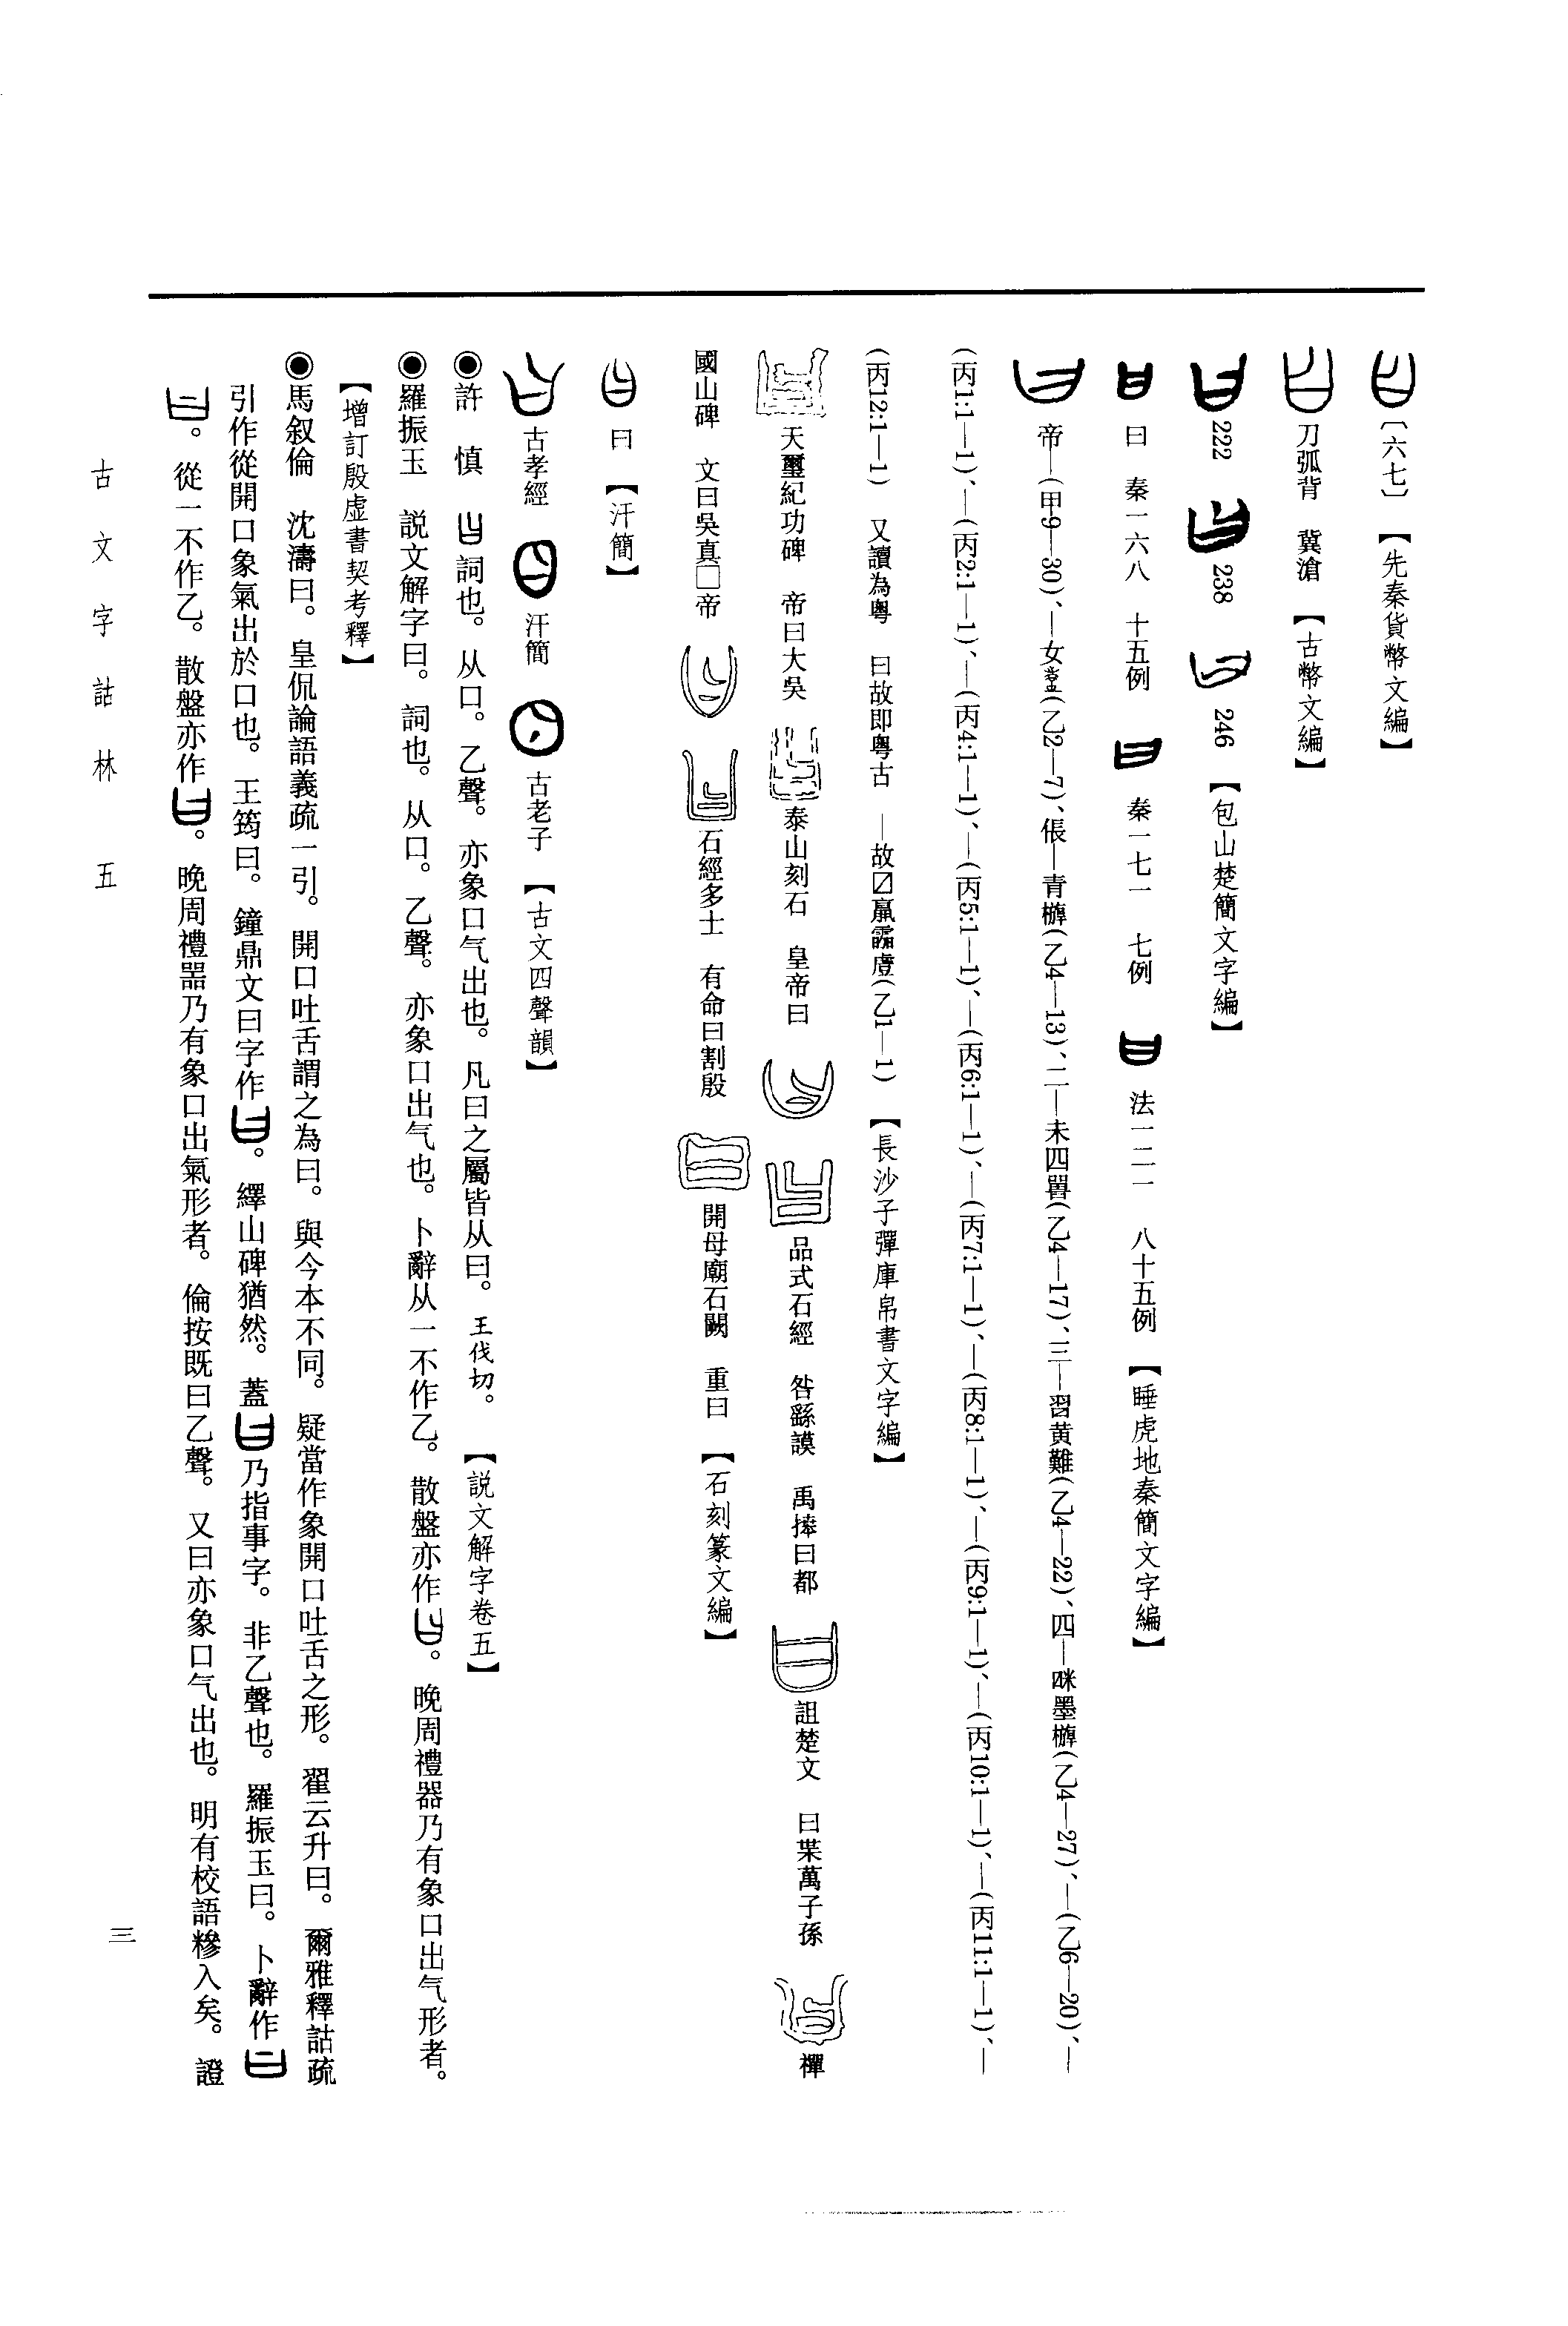 〔六七〕【先秦貨幣文編】
刀弧背　冀滄【古幣文編】
222　238　246【包山楚簡文字編】
曰　秦一六八　十五例　秦一七一　七例　法一二一　八十五例【睡虎地秦簡文字編】
帝—(甲9—30)、—女(乙2—7)、倀—青(乙4—13)、二—未四(乙4—17)、三—黃難(乙4—22)、四—墨(乙4—27)、—(乙6—20)、—
(丙1:1—1)、—(丙2:1—1)、—(丙4:1—1)、—(丙5:1—1)、—(丙6:1—1)、—(丙7:1—1)、—(丙8:1—1)、—(丙9:1—1)、—(丙10:1—1)、—(丙11:1—1)、—
(丙12:1—1)　又讀為粵　曰故即粵古　—故(乙1—1)【長沙子彈庫帛書文字編】
天璽紀功碑　帝曰大吳　泰山刻石　皇帝曰　品式石經　咎繇謨　禹拜曰都　詛楚文　曰枼萬子孫　禪
國山碑　文曰吳真□帝　石經多士　有命曰割殷　開母廟石闕　重曰【石刻篆文編】
曰【汗簡】
古孝經　汗簡　古老子【古文四聲韻】
◉許　慎　詞也。从口。乙聲。亦象口气出也。凡曰之屬皆从曰。王伐切。【説文解字卷五】
◉羅振玉　説文解字曰。詞也。从口。乙聲。亦象口出气也。卜辭从一不作乙。散盤亦作。晚周禮器乃有象口出气形者。
【增訂殷虛書契考釋】
◉馬叙倫　沈濤曰。皇侃論語義疏一引。開口吐舌謂之為曰。與今本不同。疑當作象開口吐舌之形。翟云升曰。爾雅釋詁疏
引作從開口象氣出於口也。王筠曰。鐘鼎文曰字作。繹山碑猶然。蓋乃指事字。非乙聲也。羅振玉曰。卜辭作
。從一不作乙。散盤亦作。晚周禮噐乃有象口出氣形者。倫按既曰乙聲。又曰亦象口气出也。明有校語糝入矣。證
古文字詁林　五
三